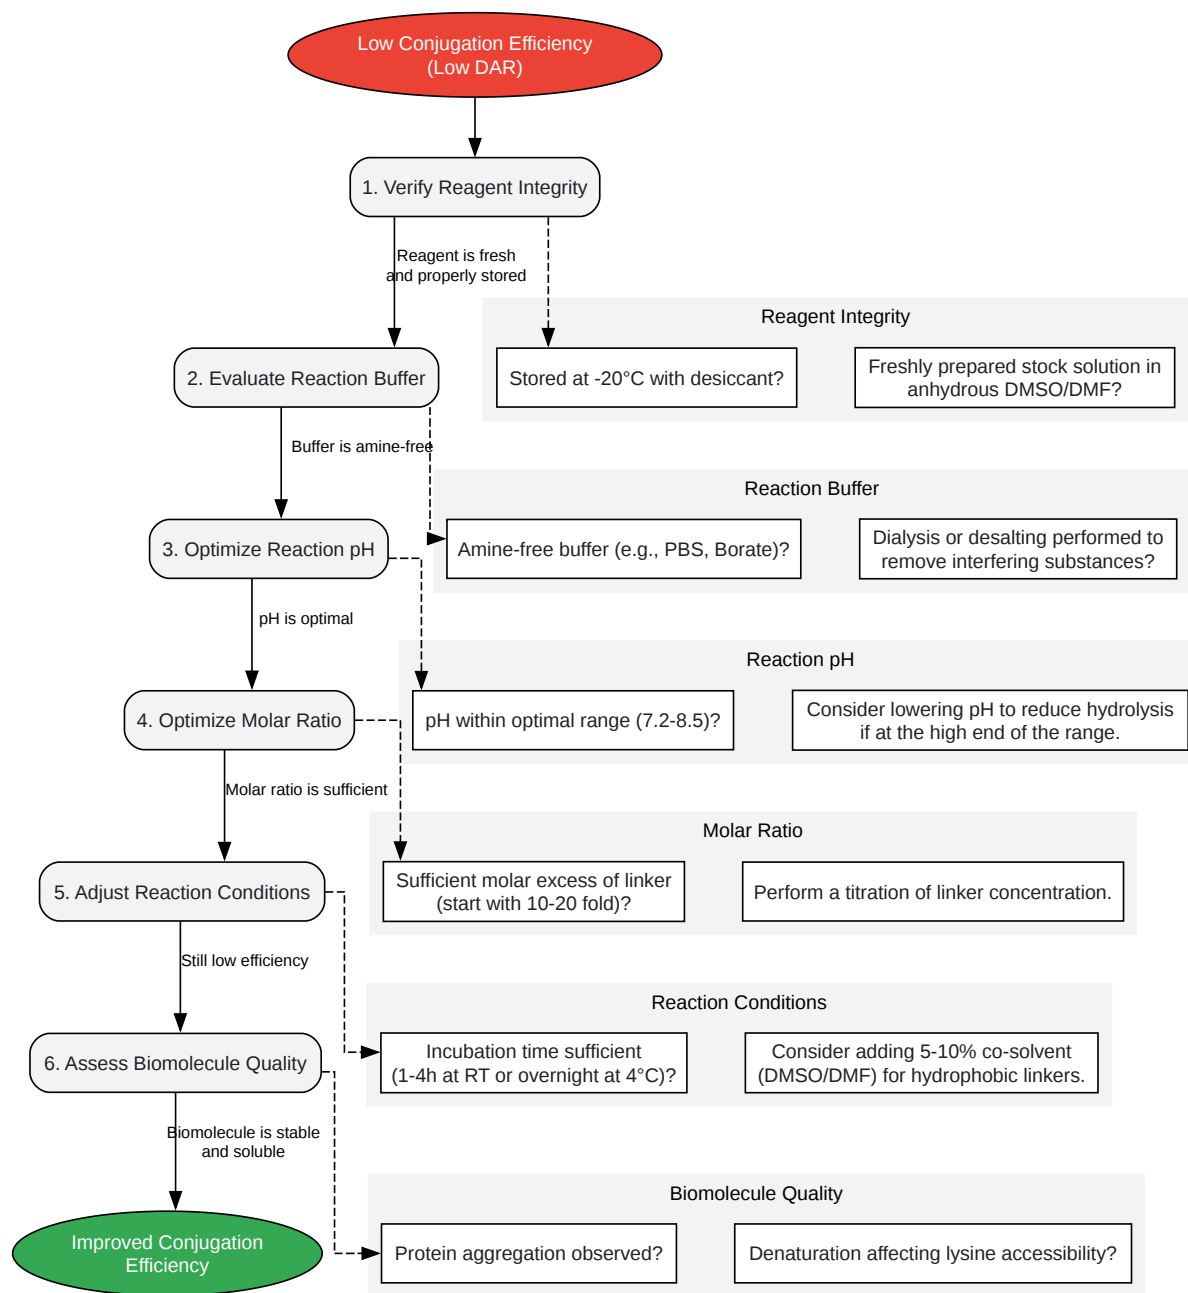 Low Conjugation Efficiency
(Low DAR)
1. Verify Reagent Integrity
Reagent is fresh
and properly stored
Reagent Integrity
Stored at -20°C with desiccant?
Freshly prepared stock solution in
anhydrous DMSO/DMF?
2. Evaluate Reaction Buffer
Buffer is amine-free
Reaction Buffer
Amine-free buffer (e.g., PBS, Borate)?
Dialysis or desalting performed to
remove interfering substances?
3. Optimize Reaction pH
pH is optimal
Reaction pH
pH within optimal range (7.2-8.5)?
Consider lowering pH to reduce hydrolysis
if at the high end of the range.
4. Optimize Molar Ratio
Molar ratio is sufficient
Molar Ratio
Sufficient molar excess of linker
(start with 10-20 fold)?
Perform a titration of linker concentration.
5. Adjust Reaction Conditions
Still low efficiency
Reaction Conditions
Incubation time sufficient
(1-4h at RT or overnight at 4°C)?
Consider adding 5-10% co-solvent
(DMSO/DMF) for hydrophobic linkers.
6. Assess Biomolecule Quality
Biomolecule is stable
and soluble
Biomolecule Quality
Protein aggregation observed?
Denaturation affecting lysine accessibility?
Improved Conjugation
Efficiency